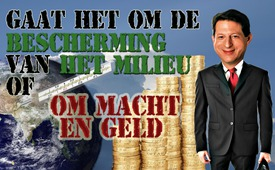 GAAT HET OM DE
BESCHERMING
VAN HET MILIEU
OF
OM MACHT
EN GELD